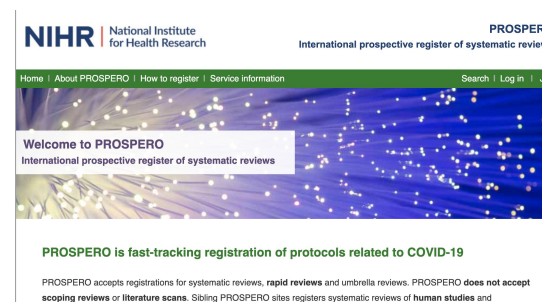 NIHR | National Institute
for Health Research
PROSPER
International prospective register of systematic review
Home | About PROSPERO | How to register | Service information
Search | Log in |
Welcome to PROSPERO
International prospective register of systematic reviews
PROSPERO is fast-tracking registration of protocols related to COVID-19
PROSPERO accepts registrations for systematic reviews, rapid reviews and umbrella reviews. PROSPERO does not accept
scoping reviews or literature scans. Sibling PROSPERO sites registers systematic reviews of human studies and